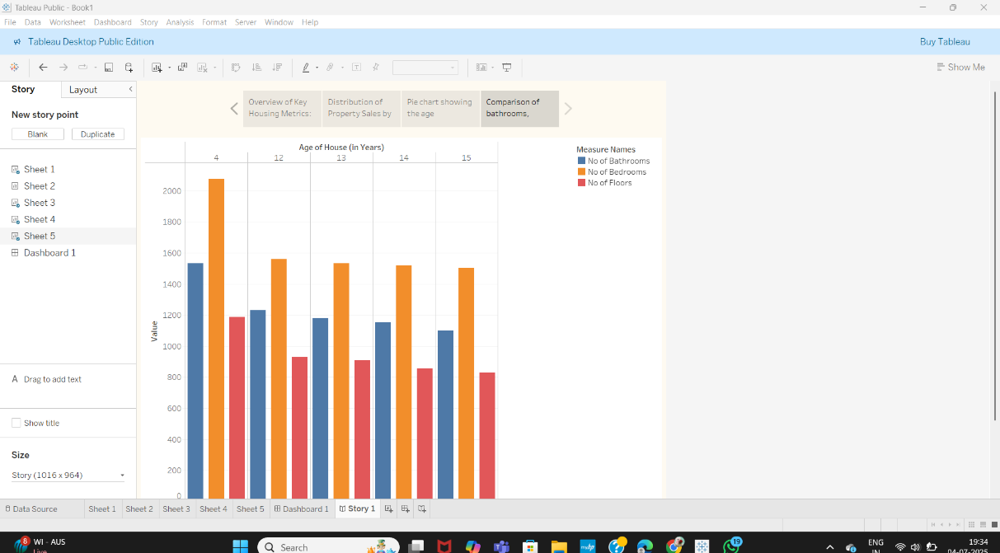 Tableau Public - Book1
File Data Worksheet Dashboard Story Analysis Format Server Window Help
Tableau Desktop Public Edition
Buy Tableau
Show Me
Story
Layout
New story point
Blank
Duplicate
Sheet 1
Sheet 2
Sheet 3
Sheet 4
Sheet 5
Dashboard 1
A Drag to add text
Show title
Size
Story (1016 x 964)
Overview of Key
Housing Metrics:
Distribution of
Property Sales by
Pie chart showing
the age
Comparison of
bathrooms,
Age of House (in Years)
4 12 13 14 15
Value
2000
1800
1600
1400
1200
1000
800
600
400
200
0
Measure Names
No of Bathrooms
No of Bedrooms
No of Floors
Data Source Sheet 1 Sheet 2 Sheet 3 Sheet 4 Sheet 5 Dashboard 1 Story 1
8
WI - AUS
Live
Search
19
ENG
IN
19:34
04-07-2025